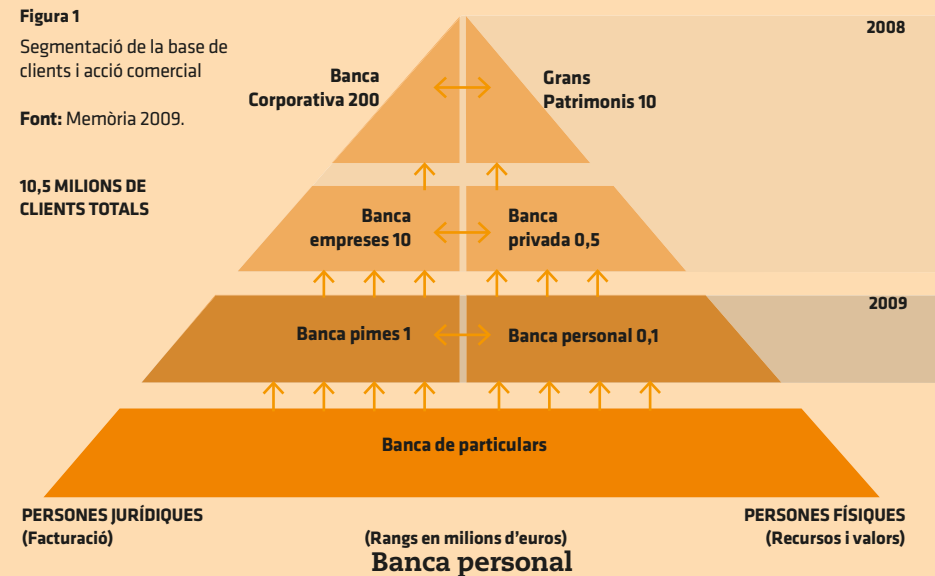 Figura 1
Segmentació de la base de
clients i acció comercial
Font: Memòria 2009.
10,5 MILIONS DE
CLIENTS TOTALS
2008
Banca
Corporativa 200
Grans
Patrimonis 10
Banca
empreses 10
Banca
privada 0,5
2009
Banca pimes 1
Banca personal 0,1
Banca de particulars
PERSONES JURÍDIQUES
(Facturació)
(Rangs en milions d'euros)
PERSONES FÍSIQUES
(Recursos i valors)
Banca personal